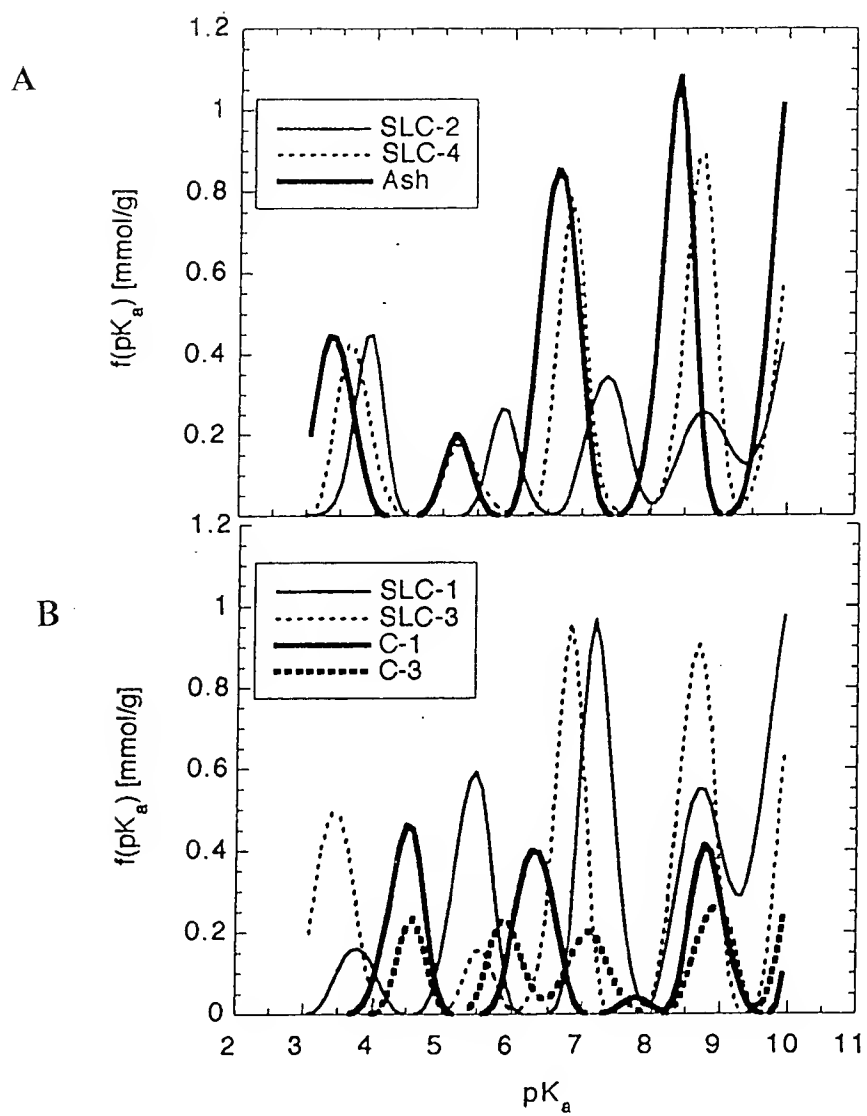 A
1.2
1
0.8
0.6
0.4
0.2
f(pKa) [mmol/g]
SLC-2
SLC-4
Ash
B
1.2
1
0.8
0.6
0.4
0.2
0
f(pKa) [mmol/g]
SLC-1
SLC-3
C-1
C-3
2 3 4 5 6 7 8 9 10 11
pKa